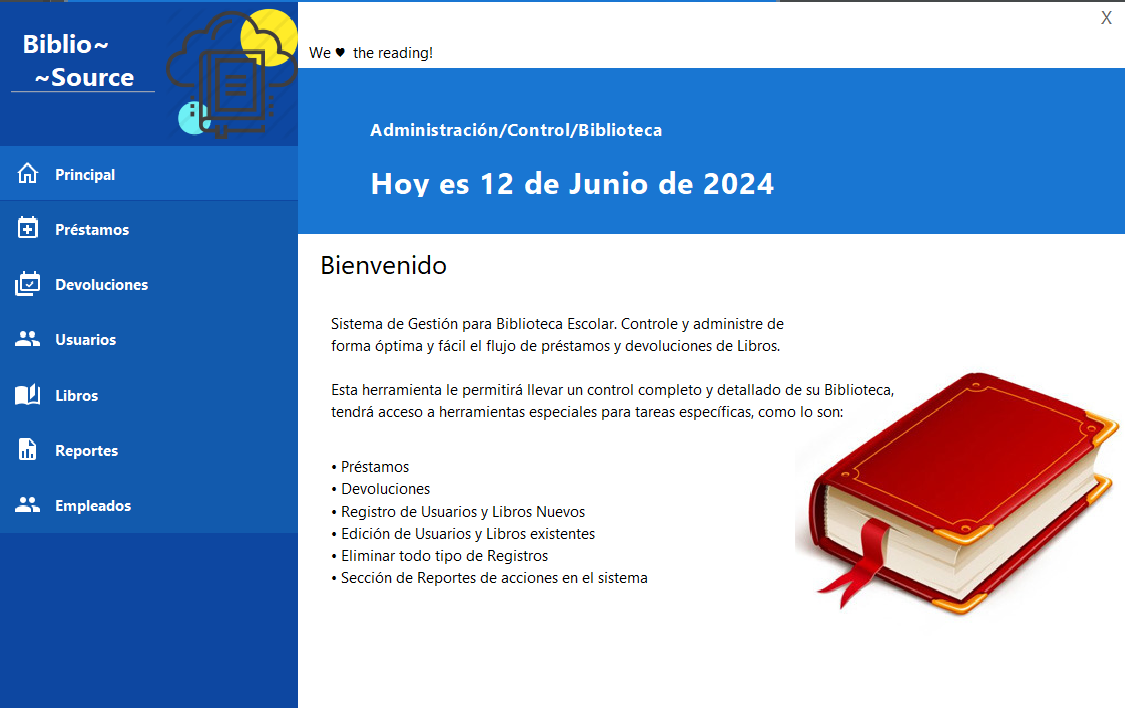 Biblio~
~Source
Principal
Préstamos
Devoluciones
Usuarios
Libros
Reportes
Empleados
X
We ♥ the reading!
Administración/Control/Biblioteca
Hoy es 12 de Junio de 2024
Bienvenido
Sistema de Gestión para Biblioteca Escolar. Controle y administre de
forma óptima y fácil el flujo de préstamos y devoluciones de Libros.
Esta herramienta le permitirá llevar un control completo y detallado de su Biblioteca,
tendrá acceso a herramientas especiales para tareas específicas, como lo son:
• Préstamos
• Devoluciones
• Registro de Usuarios y Libros Nuevos
• Edición de Usuarios y Libros existentes
• Eliminar todo tipo de Registros
• Sección de Reportes de acciones en el sistema